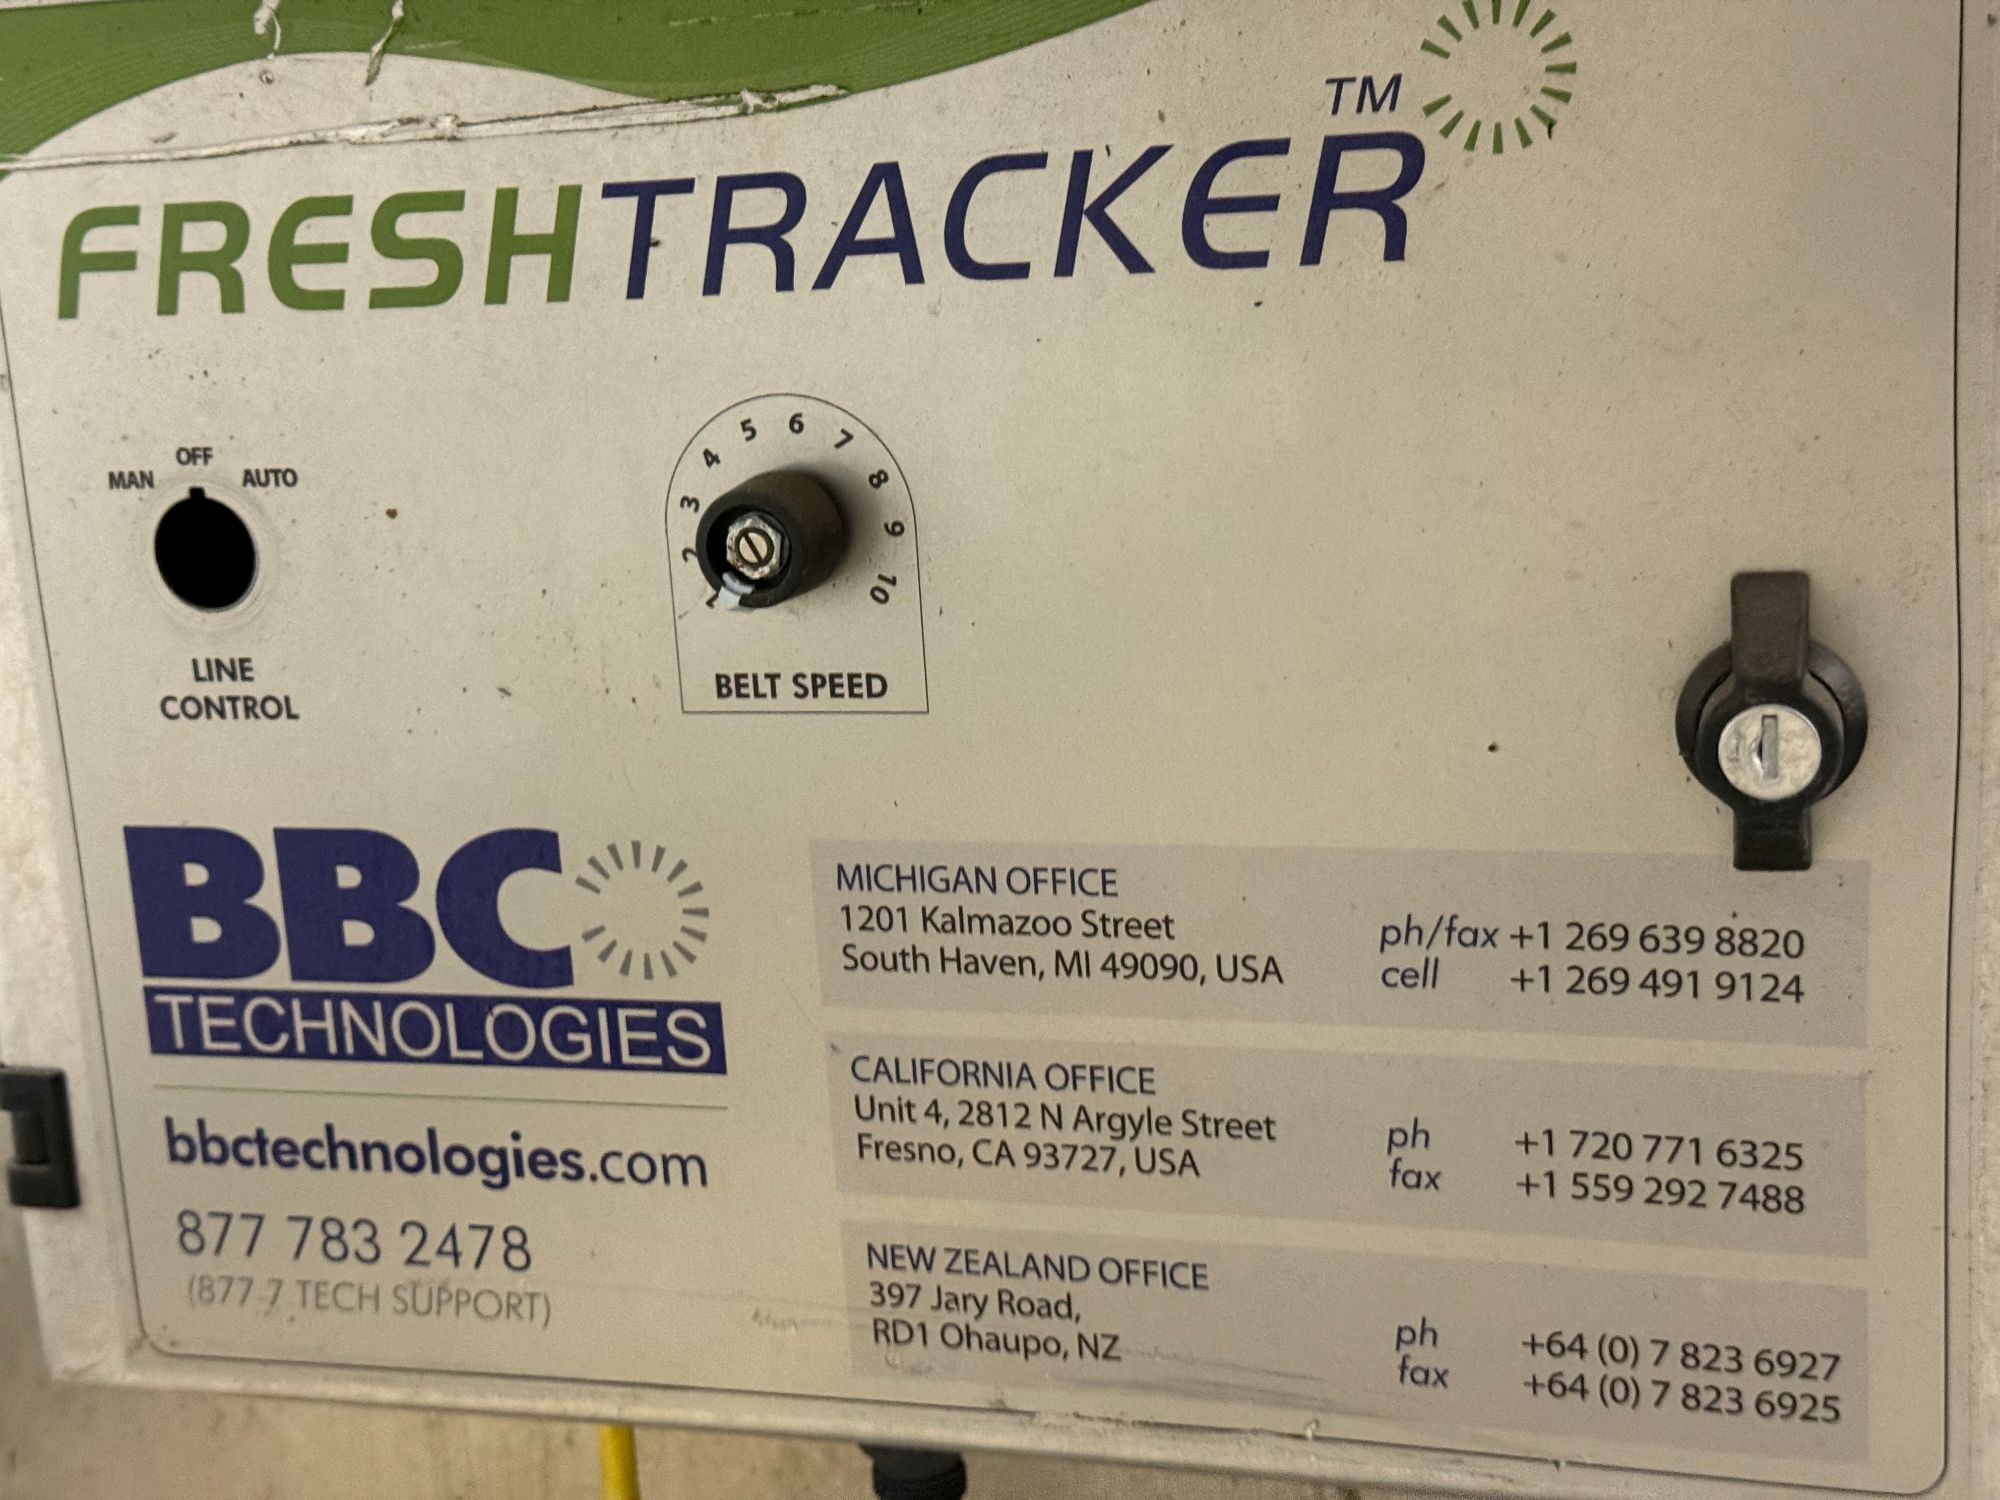 FRESHTRACKER™
MAN OFF AUTO
LINE
CONTROL
2 3 4 5 6 7 8 9 10
BELT SPEED
BBC
TECHNOLOGIES
bbctechnologies.com
877 783 2478
(877-7 TECH SUPPORT)
MICHIGAN OFFICE
1201 Kalmazoo Street
South Haven, MI 49090, USA
ph/fax +1 269 639 8820
cell +1 269 491 9124
CALIFORNIA OFFICE
Unit 4, 2812 N Argyle Street
Fresno, CA 93727, USA
ph +1 720 771 6325
fax +1 559 292 7488
NEW ZEALAND OFFICE
397 Jary Road,
RD1 Ohaupo, NZ
ph +64 (0) 7 823 6927
fax +64 (0) 7 823 6925